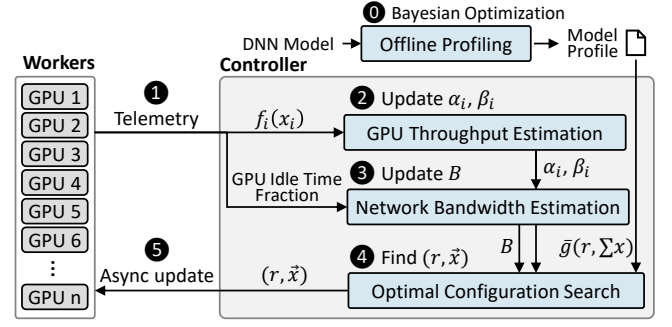 ⓿ Bayesian Optimization
DNN Model
Offline Profiling
Model
Profile
Workers
Controller
GPU 1
GPU 2
GPU 3
GPU 4
GPU 5
GPU 6
⋮
GPU n
❶
Telemetry
f_i(x_i)
❷ Update α_i, β_i
GPU Throughput Estimation
α_i, β_i
GPU Idle Time
Fraction
❸ Update B
Network Bandwidth Estimation
B
ḡ(r, ∑x)
❹ Find (r, x⃗)
Optimal Configuration Search
❺
Async update
(r, x⃗)